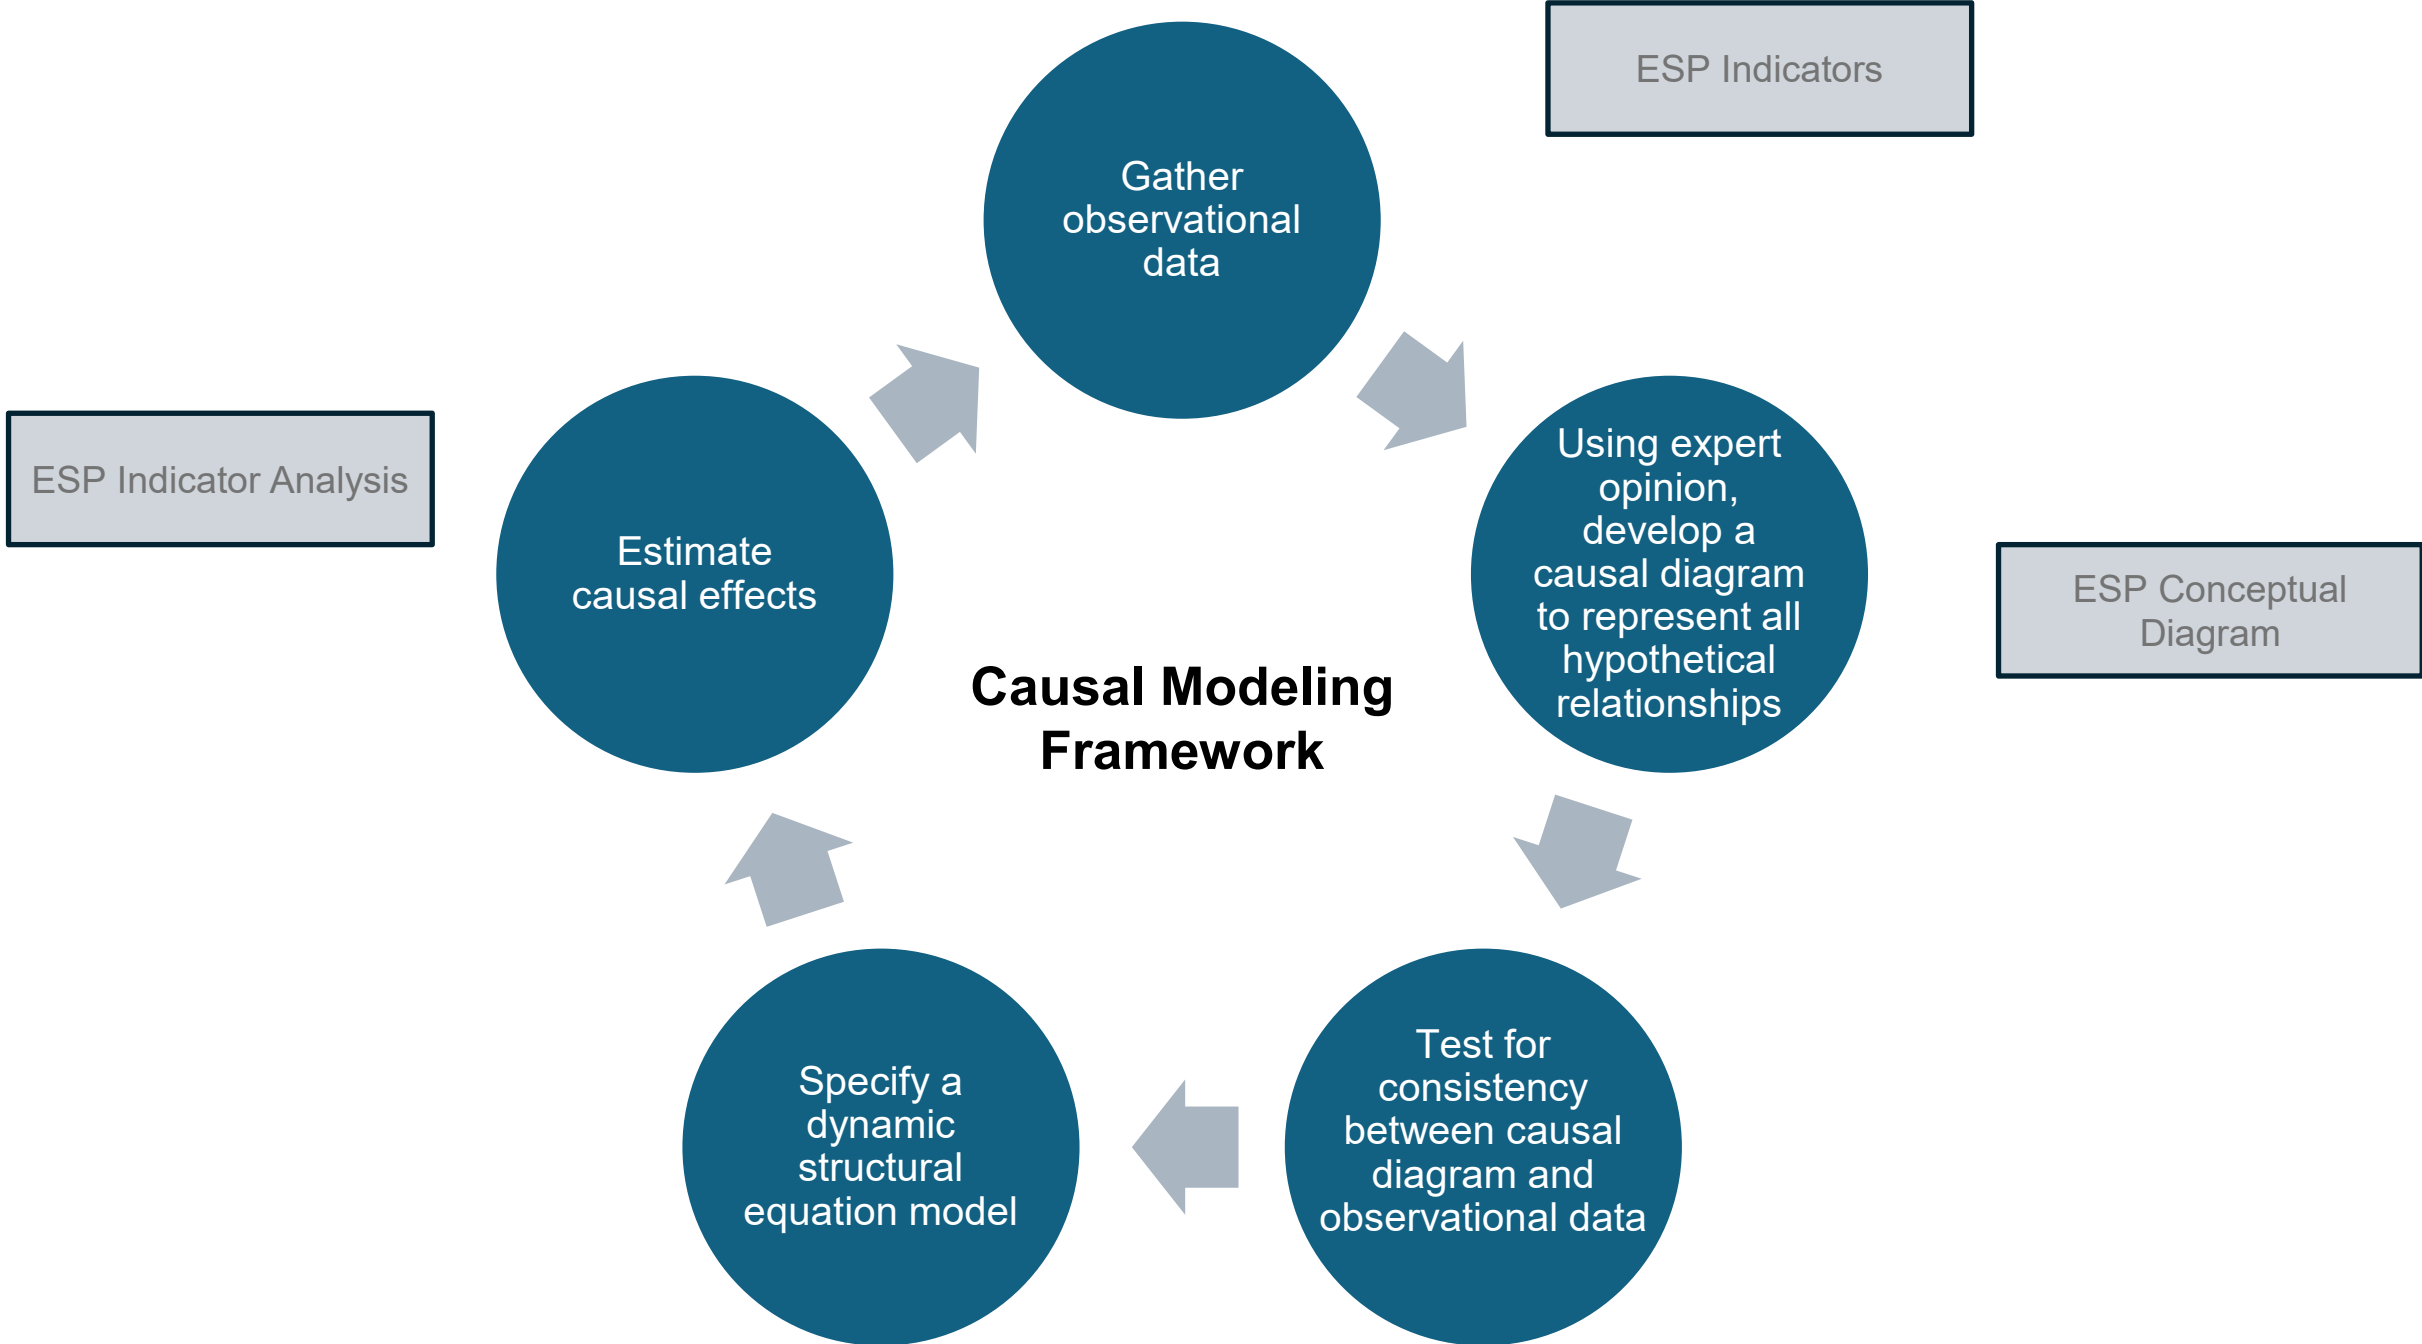 ESP Indicators
Gather
observational
data
Using expert
opinion,
develop a
causal diagram
to represent all
hypothetical
relationships
ESP Conceptual
Diagram
Test for
consistency
between causal
diagram and
observational data
Specify a
dynamic
structural
equation model
Estimate
causal effects
ESP Indicator Analysis
Causal Modeling
Framework